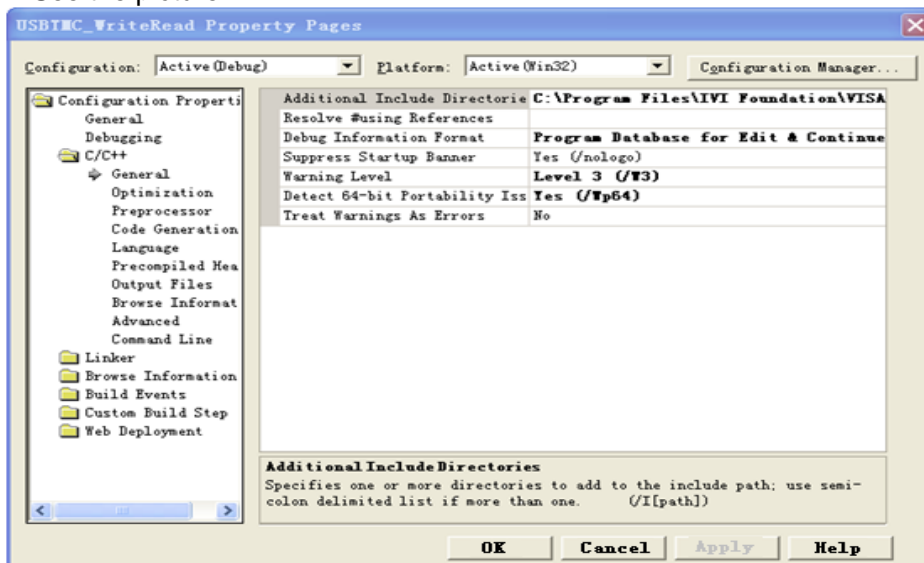 USBTMC_WriteRead Property Pages
Configuration: Active(Debug) Platform: Active(Win32) Configuration Manager...
Configuration Properti
General
Debugging
C/C++
General
Optimization
Preprocessor
Code Generation
Language
Precompiled Hea
Output Files
Browse Informat
Advanced
Command Line
Linker
Browse Information
Build Events
Custom Build Step
Web Deployment
Additional Include Directorie C:\Program Files\IVI Foundation\VISA
Resolve #using References
Debug Information Format Program Database for Edit & Continue
Suppress Startup Banner Yes (/nologo)
Warning Level Level 3 (/W3)
Detect 64-bit Portability Iss Yes (/Wp64)
Treat Warnings As Errors No
Additional Include Directories
Specifies one or more directories to add to the include path; use semi-
colon delimited list if more than one. (/I[path])
OK Cancel Apply Help